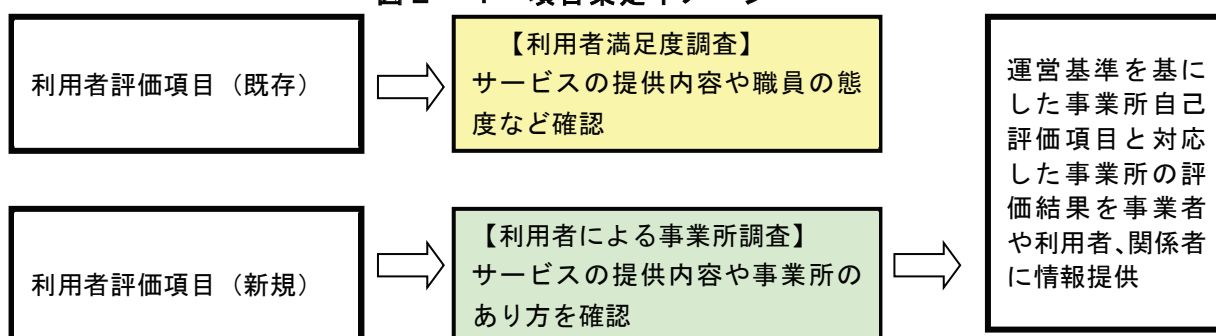 利用者評価項目（既存）
【利用者満足度調査】
サービスの提供内容や職員の態
度など確認
利用者評価項目（新規）
【利用者による事業所調査】
サービスの提供内容や事業所の
あり方を確認
運営基準を基に
した事業所自己
評価項目と対応
した事業所の評
価結果を事業者
や利用者、関係者
に情報提供